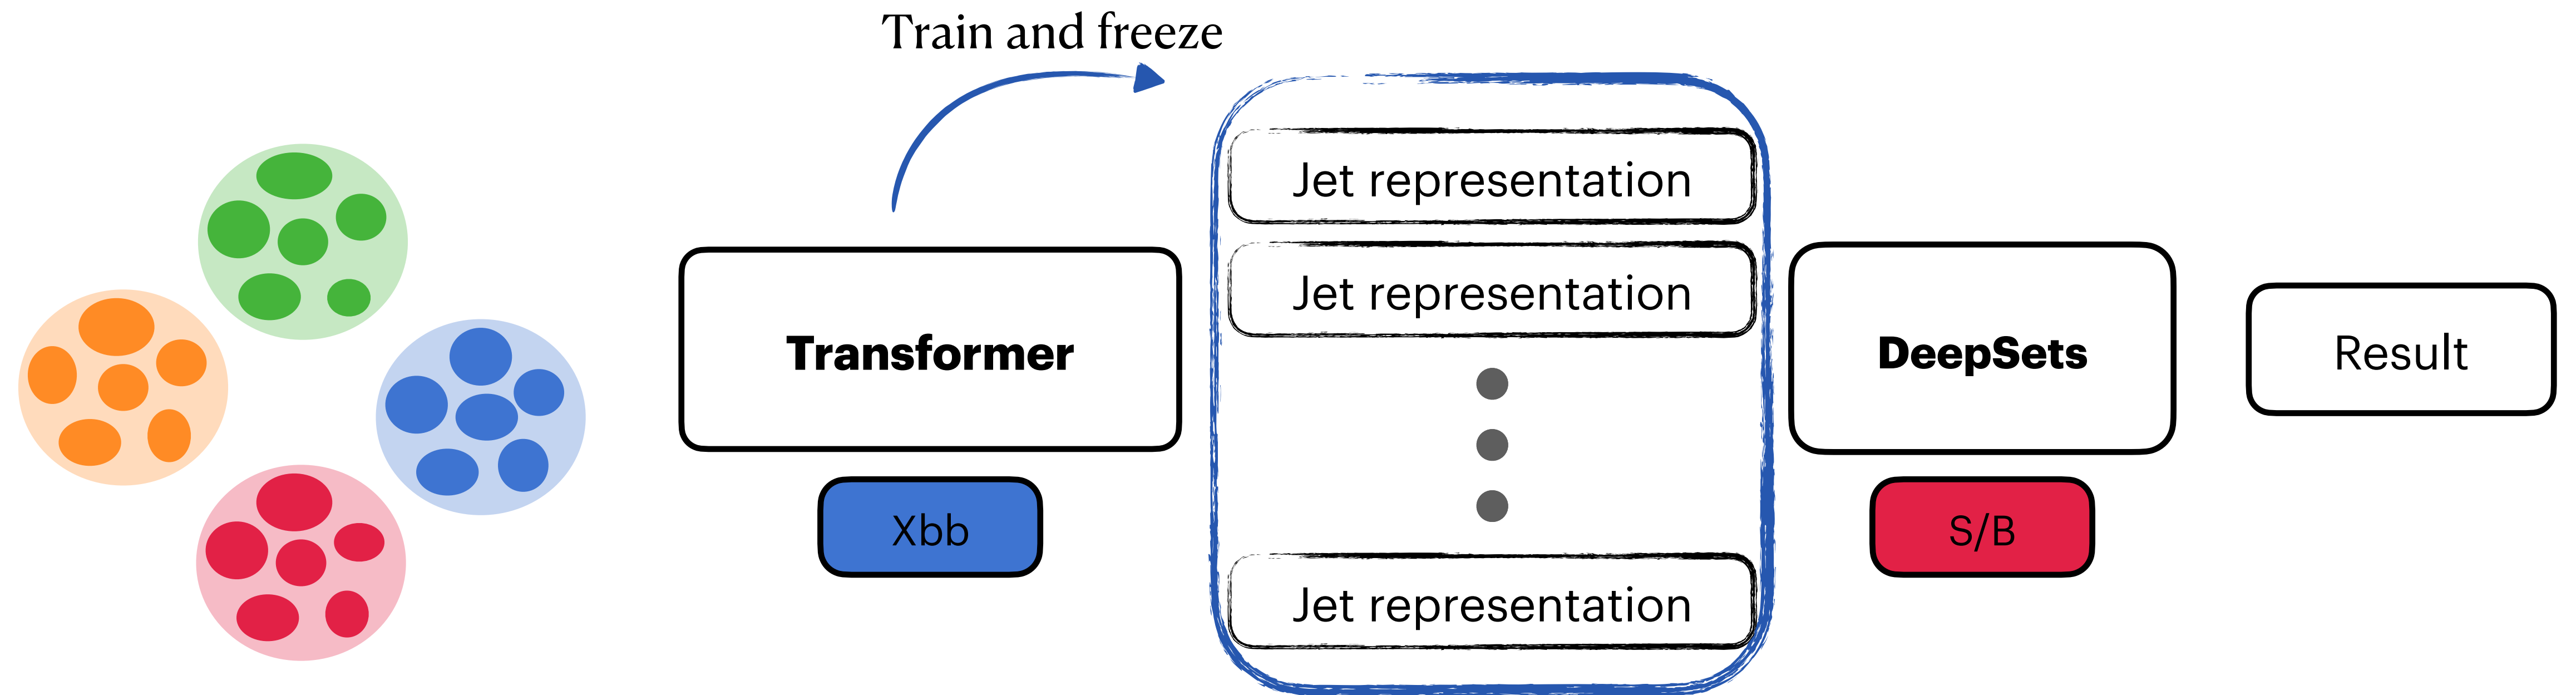 Train and freeze
Jet representation
Jet representation
Transformer
DeepSets
Result
Xbb
S/B
Jet representation